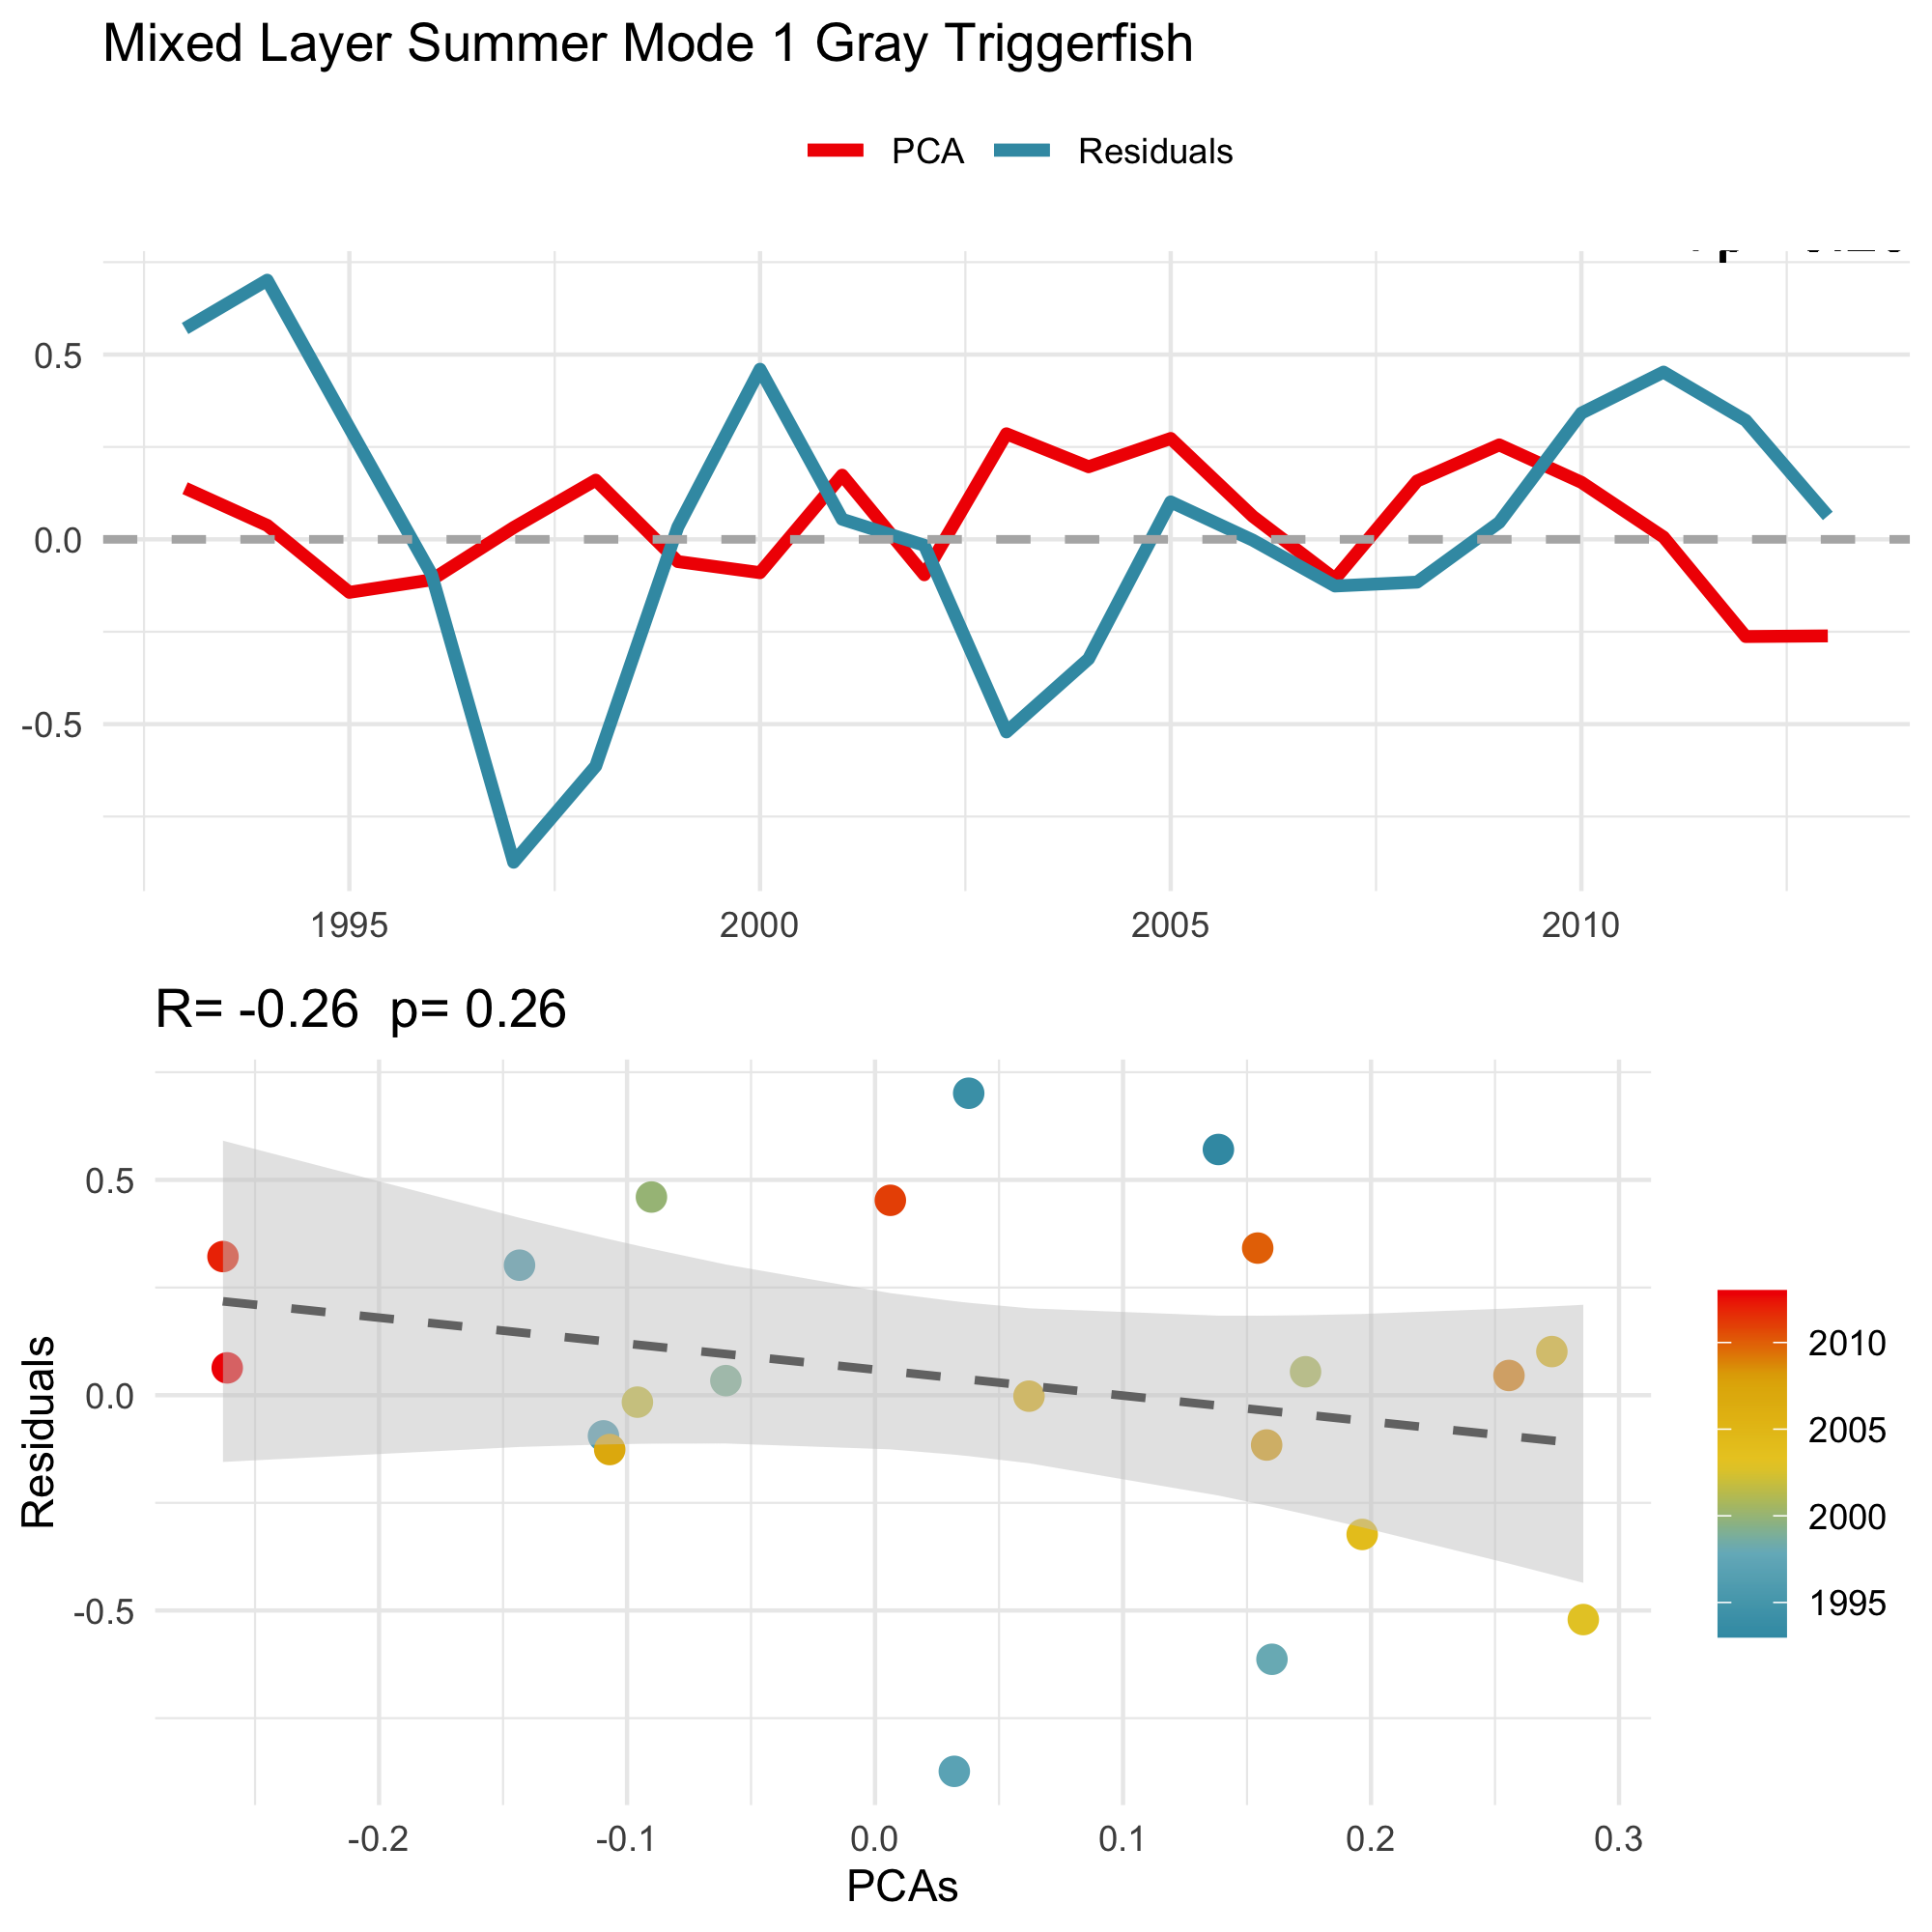 Mixed Layer Summer Mode 1 Gray Triggerfish
PCA Residuals
0.5
0.0
-0.5
1995 2000 2005 2010
R= -0.26 p= 0.26
Residuals
0.5
0.0
-0.5
-0.2 -0.1 0.0 0.1 0.2 0.3
PCAs
2010
2005
2000
1995